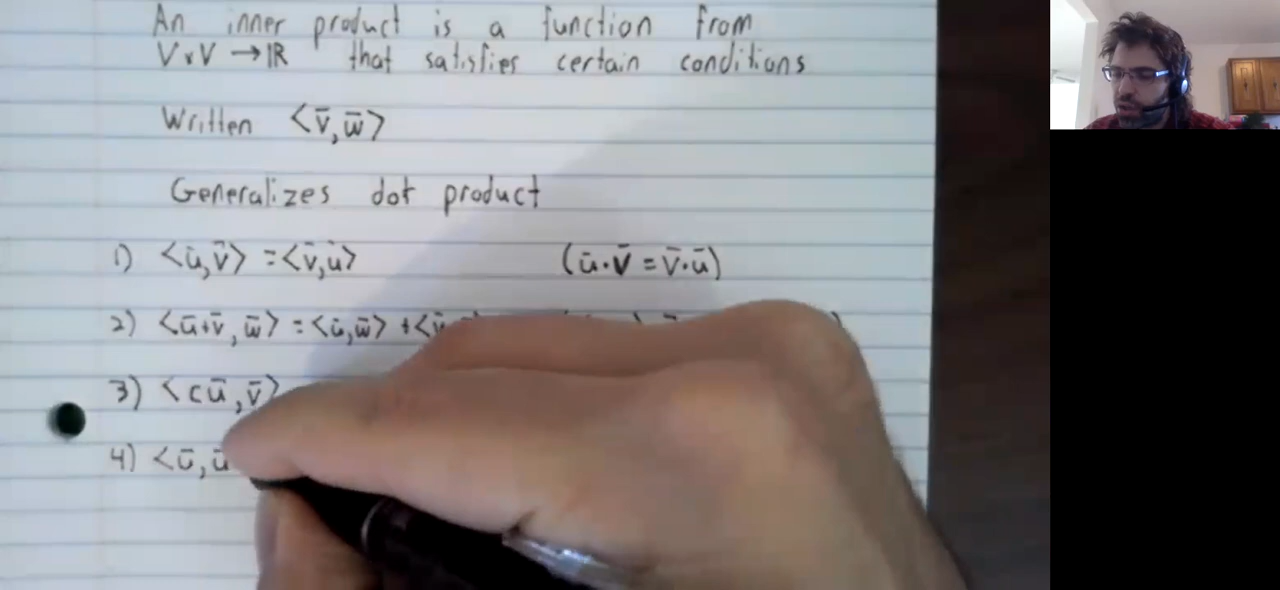 An inner product is a function from
V×V → ℝ that satisfies certain conditions
Written <v̄,w̄>
Generalizes dot product
1) <ū,v̄> = <v̄,ū> (ū·v̄ = v̄·ū)
2) <ū+v̄,w̄> = <ū,w̄> + <
3) <cū,v̄>
4) <ū,ū